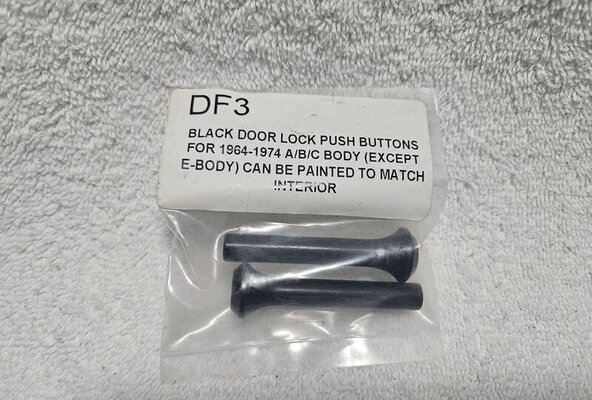 DF3
BLACK DOOR LOCK PUSH BUTTONS
FOR 1964-1974 A/B/C BODY (EXCEPT
E-BODY) CAN BE PAINTED TO MATCH
INTERIOR